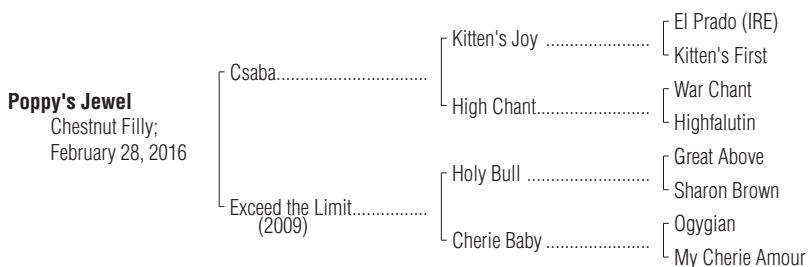 El Prado (IRE)
Kitten's Joy ......................
Kitten's First
Csaba................................
War Chant
High Chant........................
Highfalutin
Poppy's Jewel
Chestnut Filly;
February 28, 2016
Great Above
Holy Bull ..........................
Sharon Brown
Exceed the Limit................
(2009)
Ogygian
Cherie Baby ......................
My Cherie Amour